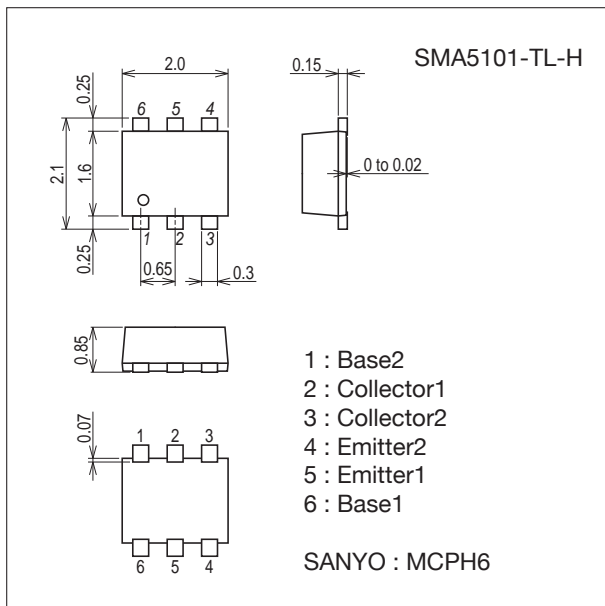 SMA5101-TL-H
2.0
0.15
0.25
6 5 4
2.1
1.6
0 to 0.02
0.25
1 2 3
0.65
0.3
0.85
1 : Base2
2 : Collector1
3 : Collector2
4 : Emitter2
5 : Emitter1
6 : Base1
0.07
1 2 3
6 5 4
SANYO : MCPH6